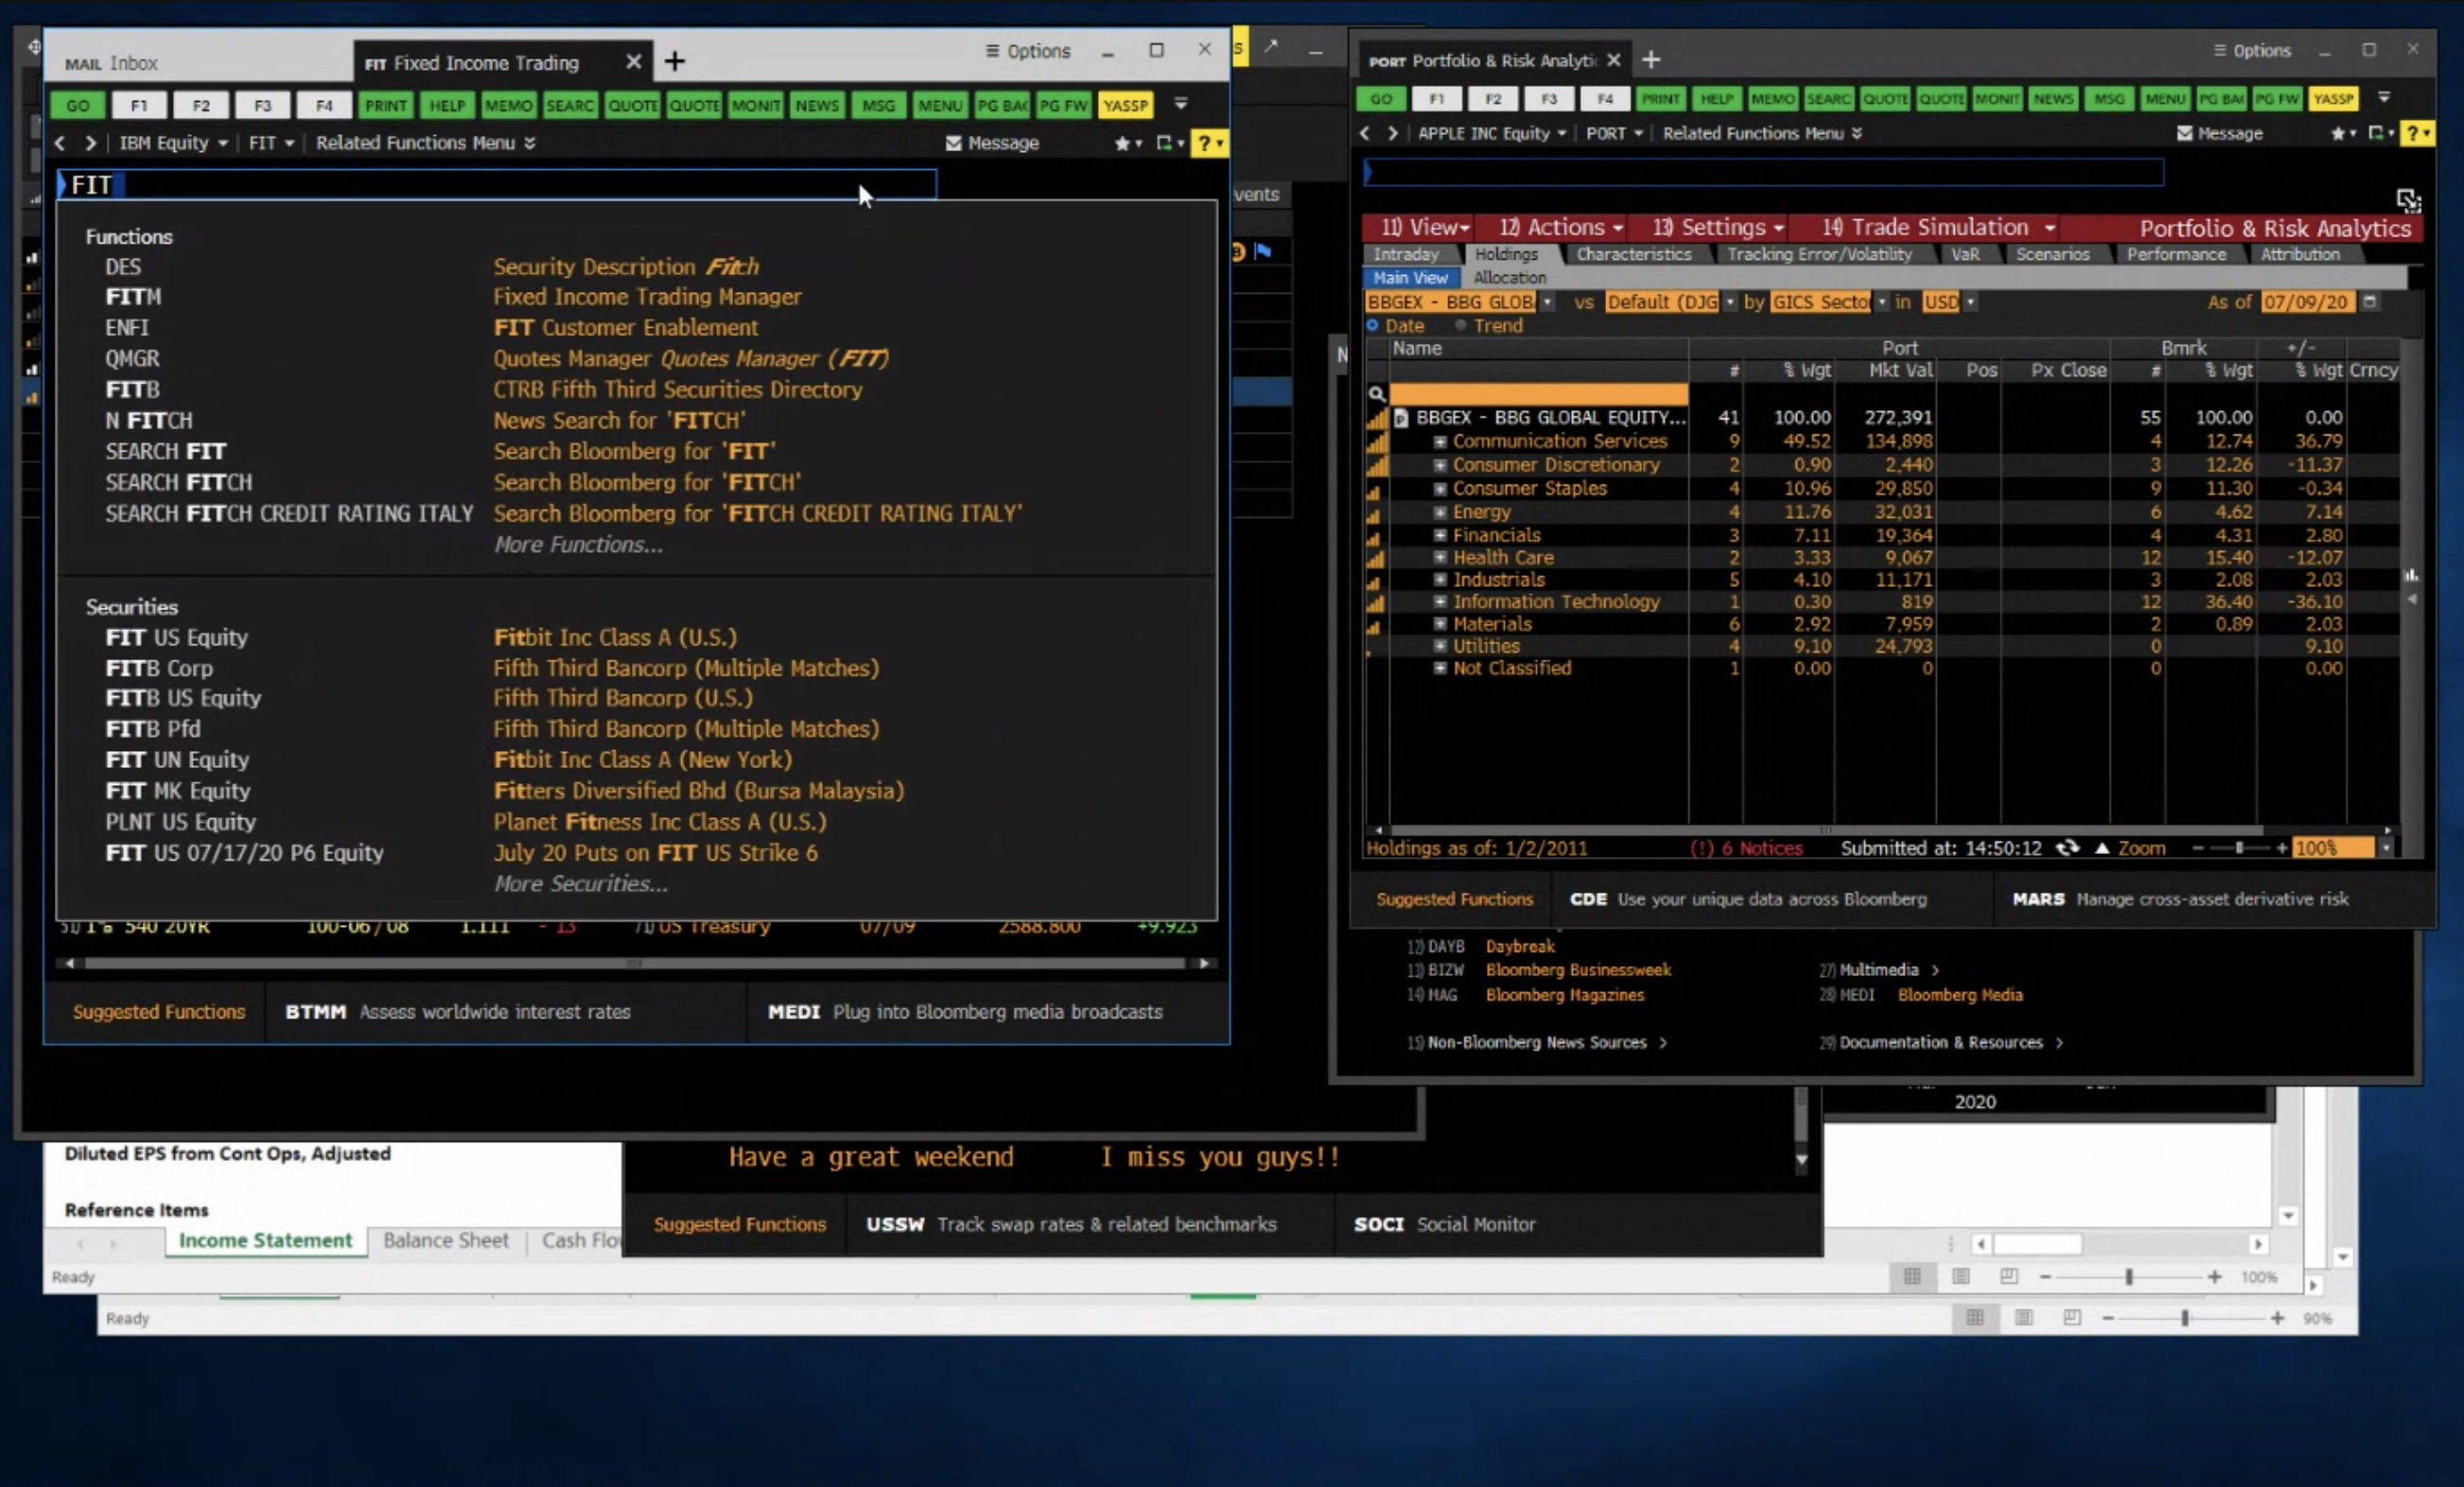 MAIL Inbox
FIT Fixed Income Trading
Options
GO F1 F2 F3 F4 PRINT HELP MEMO SEARC QUOTE QUOTE MONIT NEWS MSG MENU PG BAC PG FW YASSP
IBM Equity FIT Related Functions Menu Message ?
FIT
Functions
DES Security Description Fitch
FITM Fixed Income Trading Manager
ENFI FIT Customer Enablement
QMGR Quotes Manager Quotes Manager (FIT)
FITB CTRB Fifth Third Securities Directory
N FITCH News Search for 'FITCH'
SEARCH FIT Search Bloomberg for 'FIT'
SEARCH FITCH Search Bloomberg for 'FITCH'
SEARCH FITCH CREDIT RATING ITALY Search Bloomberg for 'FITCH CREDIT RATING ITALY'
More Functions...
Securities
FIT US Equity Fitbit Inc Class A (U.S.)
FITB Corp Fifth Third Bancorp (Multiple Matches)
FITB US Equity Fifth Third Bancorp (U.S.)
FITB Pfd Fifth Third Bancorp (Multiple Matches)
FIT UN Equity Fitbit Inc Class A (New York)
FIT MK Equity Fitters Diversified Bhd (Bursa Malaysia)
PLNT US Equity Planet Fitness Inc Class A (U.S.)
FIT US 07/17/20 P6 Equity July 20 Puts on FIT US Strike 6
More Securities...
540 20YR 100-06/08 1.111 - 13 US Treasury 07/09 2588.800 +9.923
Suggested Functions BTMM Assess worldwide interest rates MEDI Plug into Bloomberg media broadcasts
PORT Portfolio & Risk Analytic
Options
GO F1 F2 F3 F4 PRINT HELP MEMO SEARC QUOTE QUOTE MONIT NEWS MSG MENU PG BAC PG FW YASSP
APPLE INC Equity PORT Related Functions Menu Message ?
11) View 12) Actions 13) Settings 14) Trade Simulation Portfolio & Risk Analytics
Intraday Holdings Characteristics Tracking Error/Volatility VaR Scenarios Performance Attribution
Main View Allocation
BBGEX - BBG GLOB vs Default (DJG by GICS Secto in USD As of 07/09/20
Date Trend
Name Port Bmrk +/-
# % Wgt Mkt Val Pos Px Close # % Wgt % Wgt Crncy
BBGEX - BBG GLOBAL EQUITY... 41 100.00 272,391 55 100.00 0.00
Communication Services 9 49.52 134,898 4 12.74 36.79
Consumer Discretionary 2 0.90 2,440 3 12.26 -11.37
Consumer Staples 4 10.96 29,850 9 11.30 -0.34
Energy 4 11.76 32,031 6 4.62 7.14
Financials 3 7.11 19,364 4 4.31 2.80
Health Care 2 3.33 9,067 12 15.40 -12.07
Industrials 5 4.10 11,171 3 2.08 2.03
Information Technology 1 0.30 819 12 36.40 -36.10
Materials 6 2.92 7,959 2 0.89 2.03
Utilities 4 9.10 24,793 0 9.10
Not Classified 1 0.00 0 0 0.00
Holdings as of: 1/2/2011 (!) 6 Notices Submitted at: 14:50:12 Zoom 100%
Suggested Functions CDE Use your unique data across Bloomberg MARS Manage cross-asset derivative risk
12) DAYB Daybreak
13) BIZW Bloomberg Businessweek 27) Multimedia >
14) MAG Bloomberg Magazines 28) MEDI Bloomberg Media
15) Non-Bloomberg News Sources > 29) Documentation & Resources >
2020
Diluted EPS from Cont Ops, Adjusted
Have a great weekend I miss you guys!!
Reference Items
Suggested Functions USSW Track swap rates & related benchmarks SOCI Social Monitor
Income Statement Balance Sheet Cash Flo
Ready 100%
Ready 90%